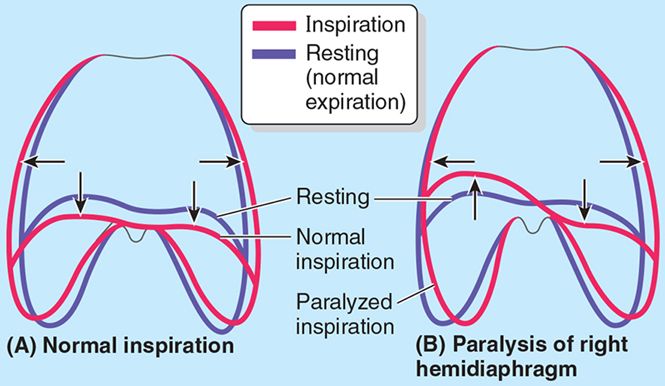 Inspiration
Resting
(normal
expiration)
Resting
Normal
inspiration
Paralyzed
inspiration
(A) Normal inspiration
(B) Paralysis of right
hemidiaphragm